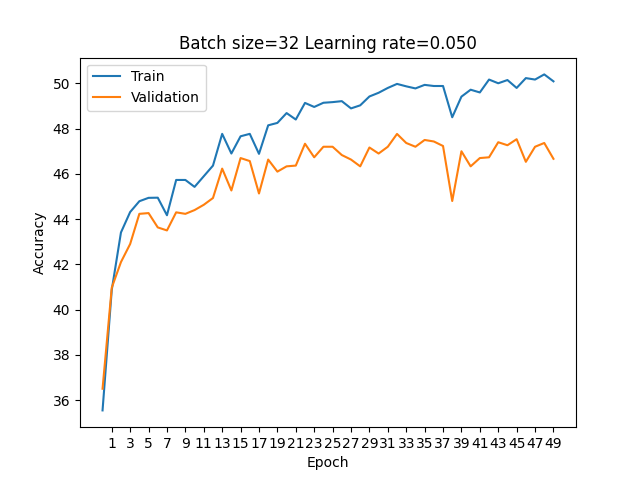 Batch size=32 Learning rate=0.050
Train
Validation
50
48
46
44
42
40
38
36
Accuracy
1 3 5 7 9 11 13 15 17 19 21 23 25 27 29 31 33 35 37 39 41 43 45 47 49
Epoch